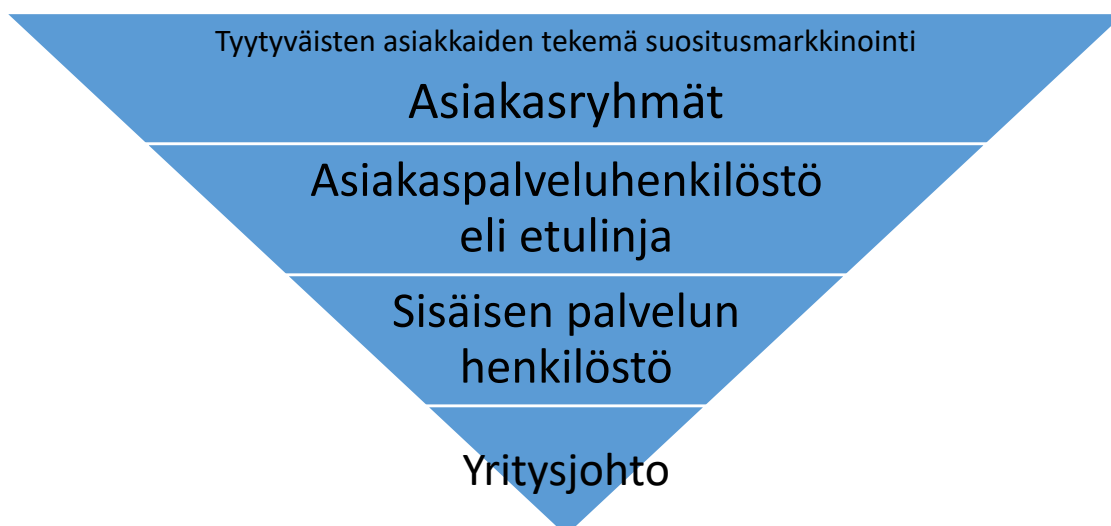 Tyytyväisten asiakkaiden tekemä suositusmarkkinointi
Asiakasryhmät
Asiakaspalveluhenkilöstö
eli etulinja
Sisäisen palvelun
henkilöstö
Yritysjohto